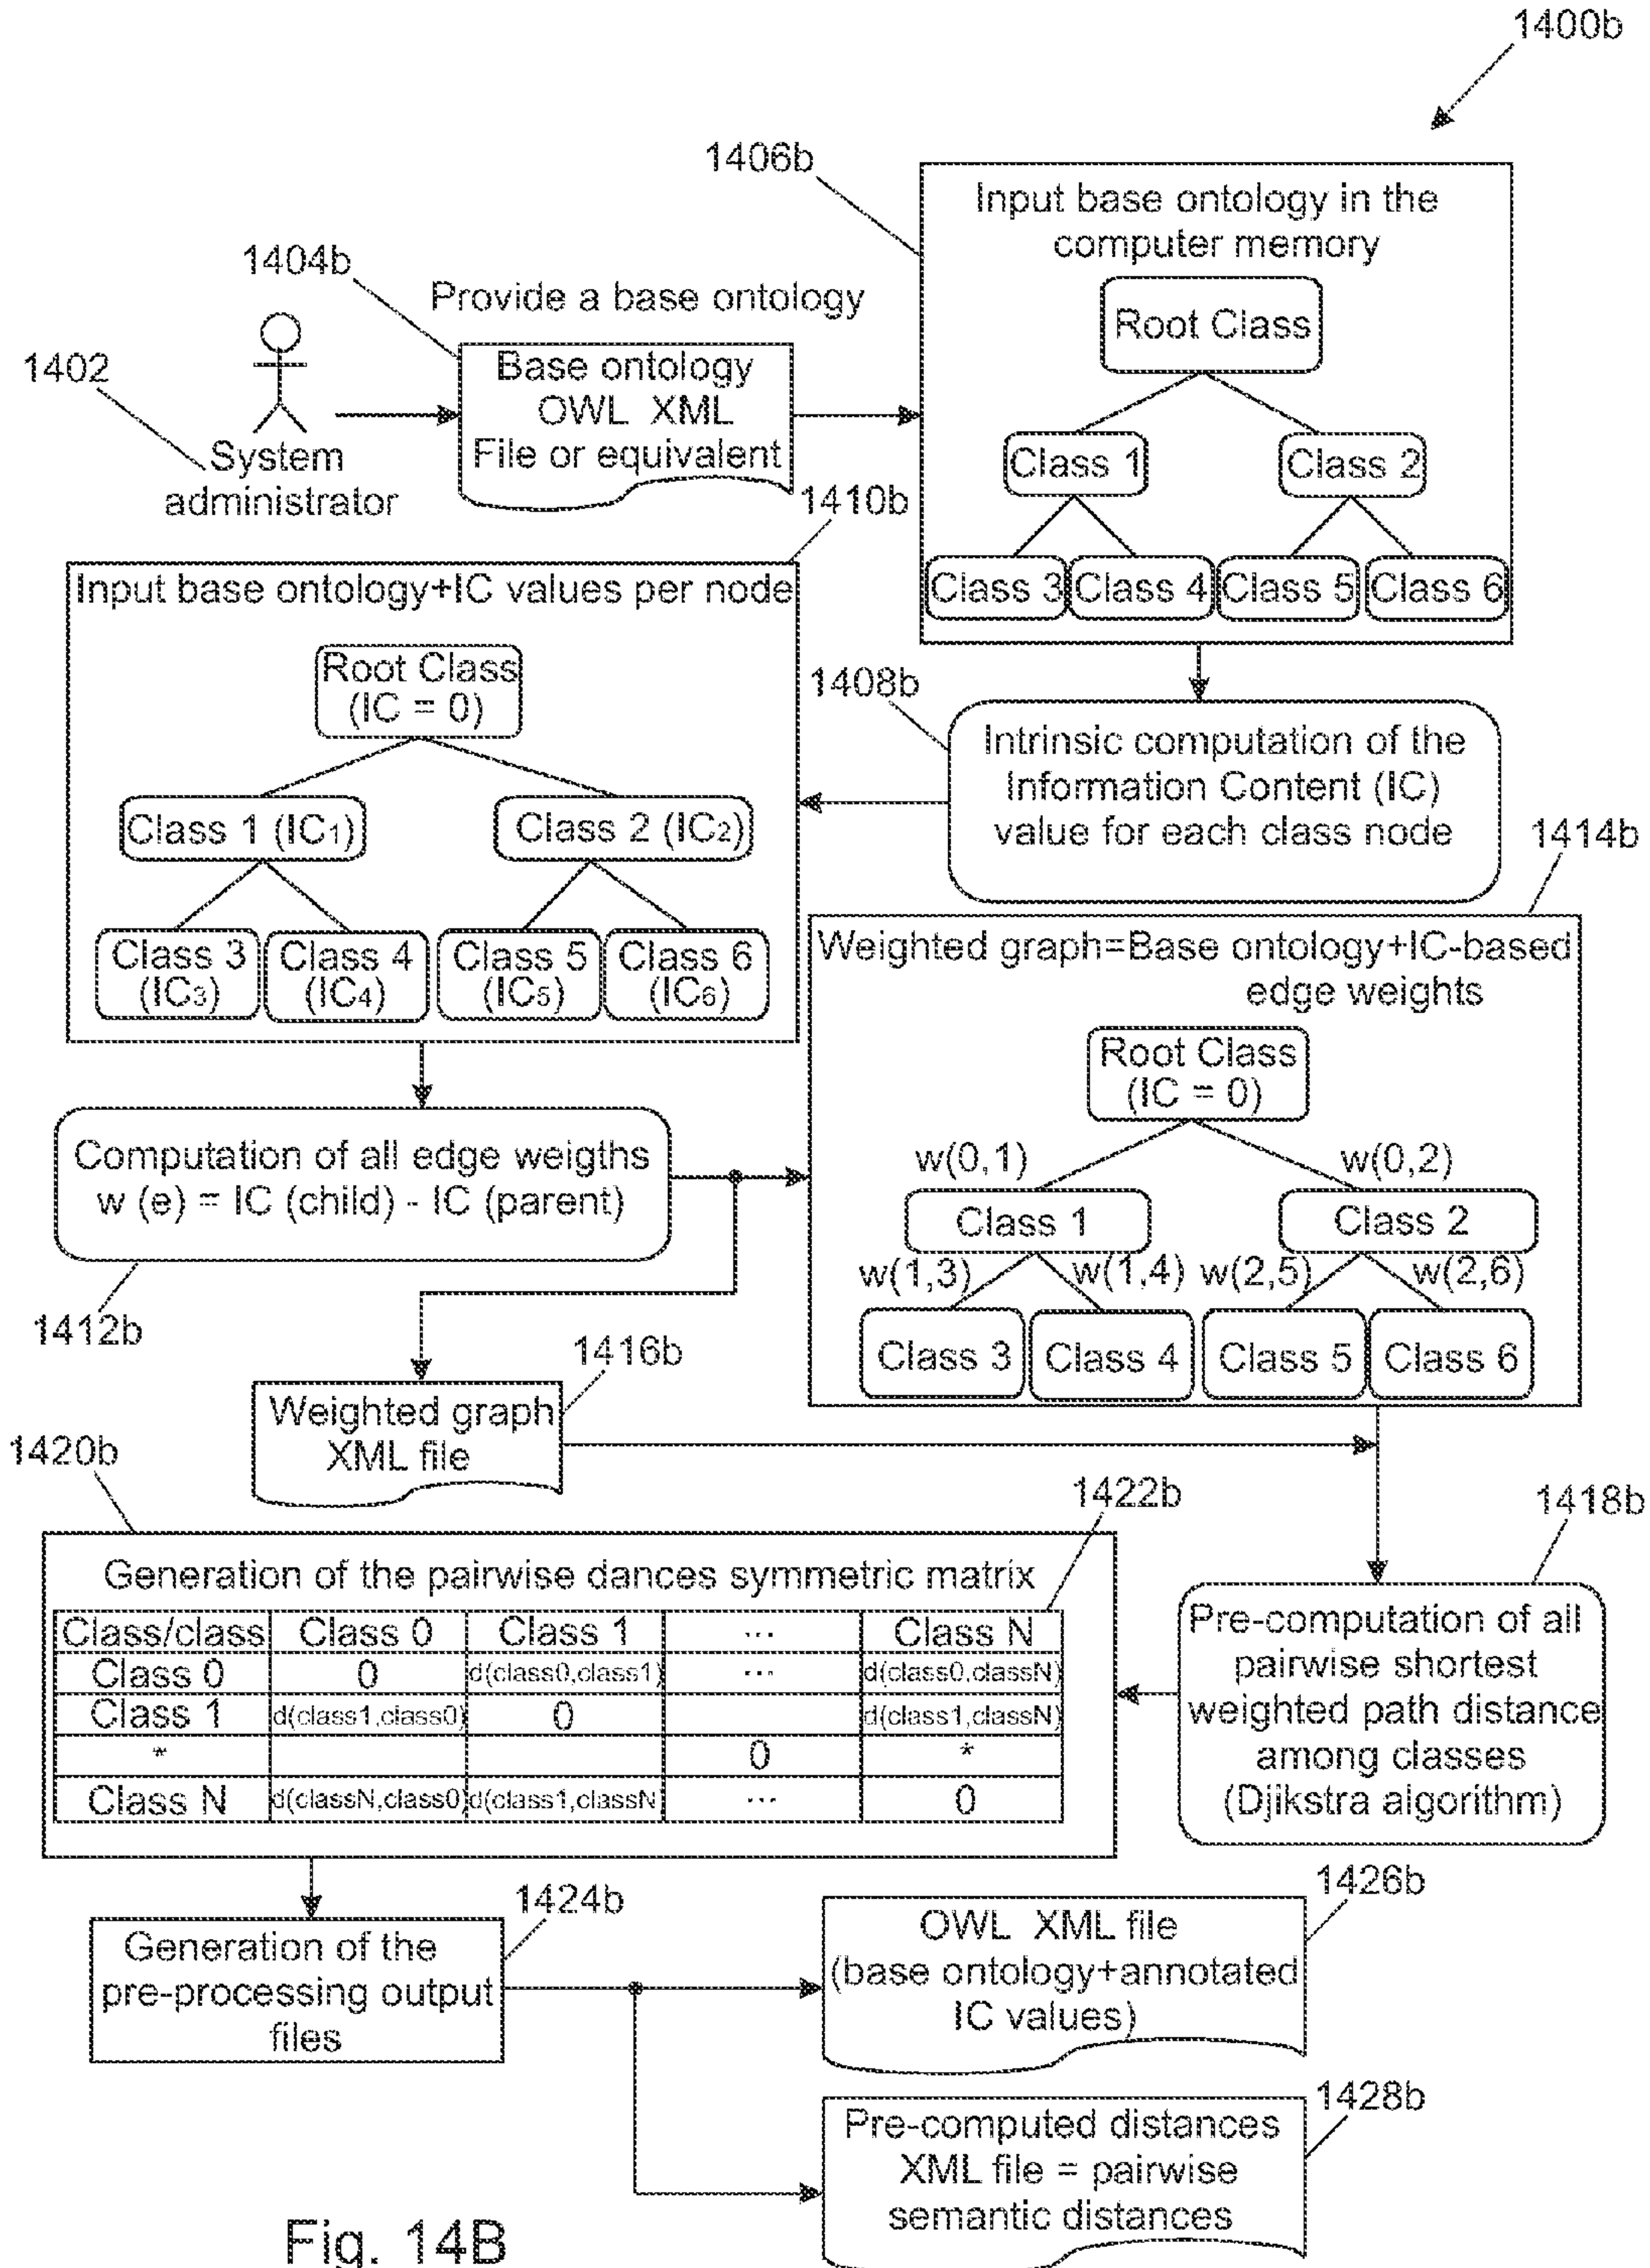 1400b
1406b
Input base ontology in the
computer memory
Root Class
Class 1
Class 2
Class 3
Class 4
Class 5
Class 6
1404b
Provide a base ontology
Base ontology
OWL XML
File or equivalent
1402
System
administrator
1410b
Input base ontology+IC values per node
Root Class
(IC = 0)
Class 1 (IC1)
Class 2 (IC2)
Class 3
(IC3)
Class 4
(IC4)
Class 5
(IC5)
Class 6
(IC6)
1408b
Intrinsic computation of the
Information Content (IC)
value for each class node
1414b
Weighted graph=Base ontology+IC-based
edge weights
Root Class
(IC = 0)
w(0,1)
w(0,2)
Class 1
Class 2
w(1,3)
w(1,4)
w(2,5)
w(2,6)
Class 3
Class 4
Class 5
Class 6
Computation of all edge weigths
w (e) = IC (child) - IC (parent)
1412b
1416b
Weighted graph
XML file
1420b
1422b
1418b
Generation of the pairwise dances symmetric matrix
Class/class Class 0 Class 1 ... Class N
Class 0 0 d(class0,class1) ... d(class0,classN)
Class 1 d(class1,class0) 0 d(class1,classN)
* 0 *
Class N d(classN,class0) d(class1,classN) ... 0
Pre-computation of all
pairwise shortest
weighted path distance
among classes
(Djikstra algorithm)
1424b
Generation of the
pre-processing output
files
1426b
OWL XML file
(base ontology+annotated
IC values)
1428b
Pre-computed distances
XML file = pairwise
semantic distances
Fig. 14B